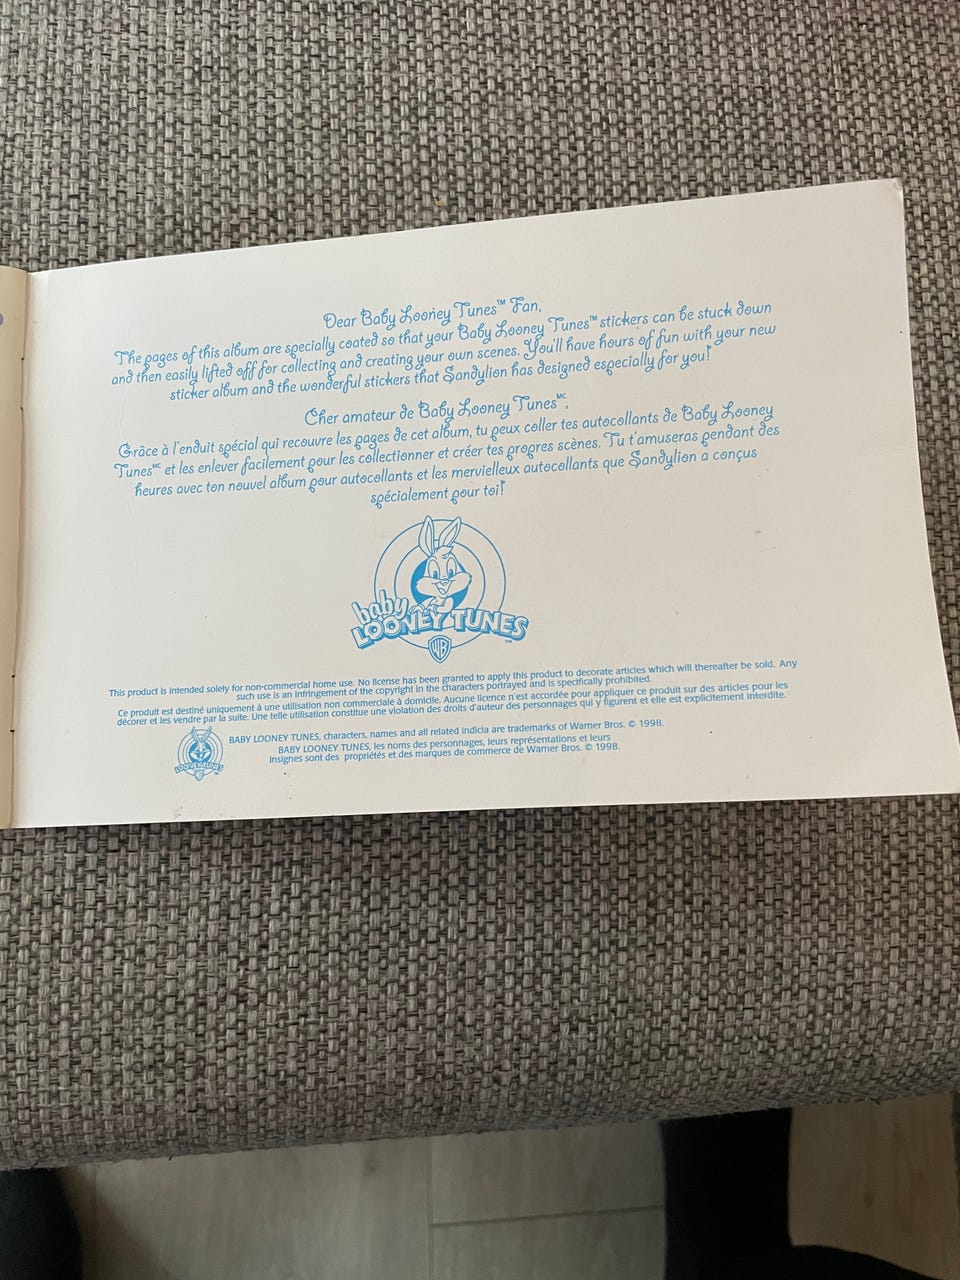 Dear Baby Looney Tunes™ Fan,
The pages of this album are specially coated so that your Baby Looney Tunes™ stickers can be stuck down
and then easily lifted off for collecting and creating your own scenes. You'll have hours of fun with your new
sticker album and the wonderful stickers that Sandylion has designed especially for you!
Cher amateur de Baby Looney Tunes MC,
Grâce à l'enduit spécial qui recouvre les pages de cet album, tu peux coller tes autocollants de Baby Looney
Tunes MC et les enlever facilement pour les collectionner et créer tes propres scènes. Tu t'amuseras pendant des
heures avec ton nouvel album pour autocollants et les mervielleux autocollants que Sandylion a conçus
spécialement pour toi!
baby
LOONEY TUNES
TM
WB
This product is intended solely for non-commercial home use. No license has been granted to apply this product to decorate articles which will thereafter be sold. Any
such use is an infringement of the copyright in the characters portrayed and is specifically prohibited.
Ce produit est destiné uniquement à une utilisation non commerciale à domicile. Aucune licence n'est accordée pour appliquer ce produit sur des articles pour les
décorer et les vendre par la suite. Une telle utilisation constitue une violation des droits d'auteur des personnages qui y figurent et elle est explicitement interdite.
LOONEY TUNES
BABY LOONEY TUNES, characters, names and all related indicia are trademarks of Warner Bros. © 1998.
BABY LOONEY TUNES, les noms des personnages, leurs représentations et leurs
insignes sont des propriétés et des marques de commerce de Warner Bros. © 1998.